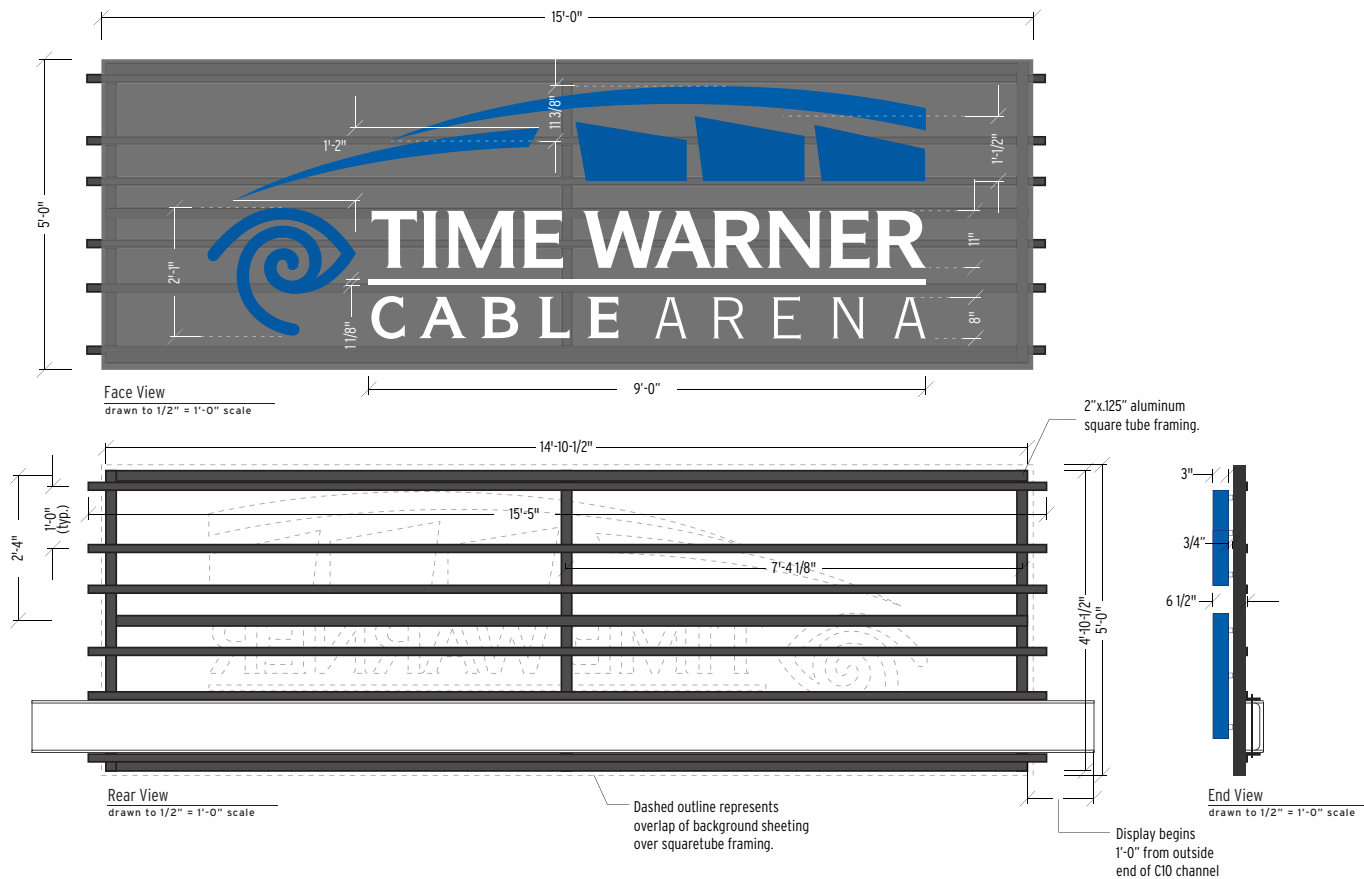 15'-0"
5'-0"
11 3/8"
1'-2"
1'-1/2"
2'-1"
11"
1 1/8"
8"
TIME WARNER
CABLE ARENA
9'-0"
Face View
drawn to 1/2" = 1'-0" scale
2"x.125" aluminum
square tube framing.
14'-10-1/2"
2'-4"
1'-0"
(typ.)
15'-5"
7'-4 1/8"
4'-10-1/2"
5'-0"
TIME WARNER
3"
3/4"
6 1/2"
Rear View
drawn to 1/2" = 1'-0" scale
Dashed outline represents
overlap of background sheeting
over squaretube framing.
End View
drawn to 1/2" = 1'-0" scale
Display begins
1'-0" from outside
end of C10 channel